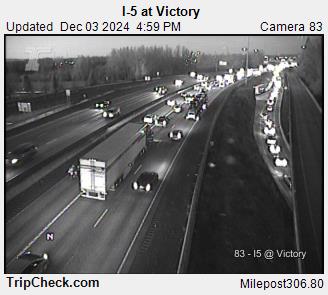 I-5 at Victory
Updated Dec 03 2024 4:59 PM Camera 83
N
83 - I5 @ Victory
TripCheck.com Milepost306.80